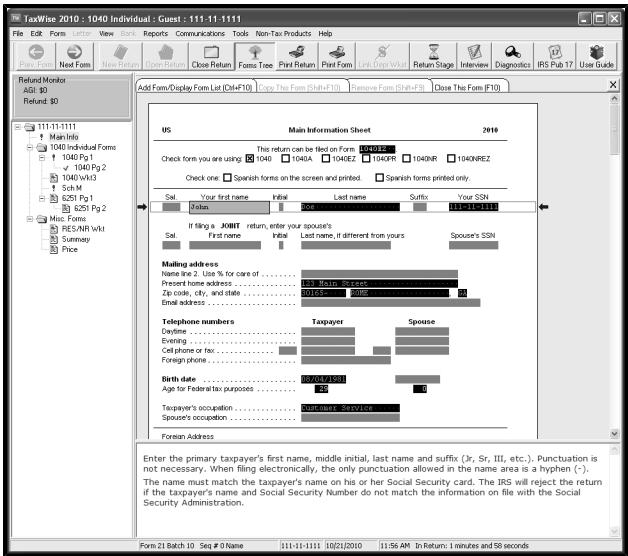 TaxWise 2010 : 1040 Individual : Guest : 111-11-1111
File Edit Form Letter View Bank Reports Communications Tools Non-Tax Products Help
Prev. Form Next Form New Return Open Return Close Return Forms Tree Print Return Print Form Link Dep Wksht Return Stage Interview Diagnostics IRS Pub 17 User Guide
Refund Monitor
AGI: $0
Refund: $0
Add Form/Display Form List (Ctrl+F10) Copy This Form (Shift+F10) Remove Form (Shift+F9) Close This Form (F10)
111-11-1111
Main Info
1040 Individual Forms
1040 Pg 1
1040 Pg 2
1040 Wkt3
Sch M
6251 Pg 1
6251 Pg 2
Misc. Forms
RES/NR Wkt
Summary
Price
US Main Information Sheet 2010
This return can be filed on Form 1040EZ
Check form you are using: 1040 1040A 1040EZ 1040PR 1040NR 1040NREZ
Check one: Spanish forms on the screen and printed. Spanish forms printed only.
Sal. Your first name Initial Last name Suffix Your SSN
John Doe 111-11-1111
If filing a JOINT return, enter your spouse's
Sal. First name Initial Last name, if different from yours Spouse's SSN
Mailing address
Name line 2. Use % for care of
Present home address 123 Main Street
Zip code, city, and state 30165- ROME , GA
Email address
Telephone numbers Taxpayer Spouse
Daytime
Evening
Cell phone or fax
Foreign phone
Birth date 08/04/1981
Age for Federal tax purposes 29 0
Taxpayer's occupation Customer Service
Spouse's occupation
Foreign Address
Enter the primary taxpayer's first name, middle initial, last name and suffix (Jr, Sr, III, etc.). Punctuation is
not necessary. When filing electronically, the only punctuation allowed in the name area is a hyphen (-).
The name must match the taxpayer's name on his or her Social Security card. The IRS will reject the return
if the taxpayer's name and Social Security Number do not match the information on file with the Social
Security Administration.
Form 21 Batch 10 Seq # 0 Name 111-11-1111 10/21/2010 11:56 AM In Return: 1 minutes and 58 seconds